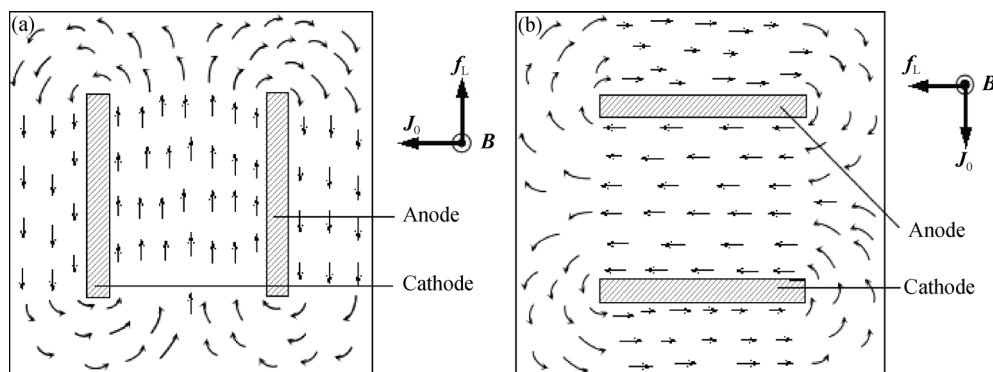 (a)
f_L
J_0
B
Anode
Cathode
(b)
f_L
B
J_0
Anode
Cathode